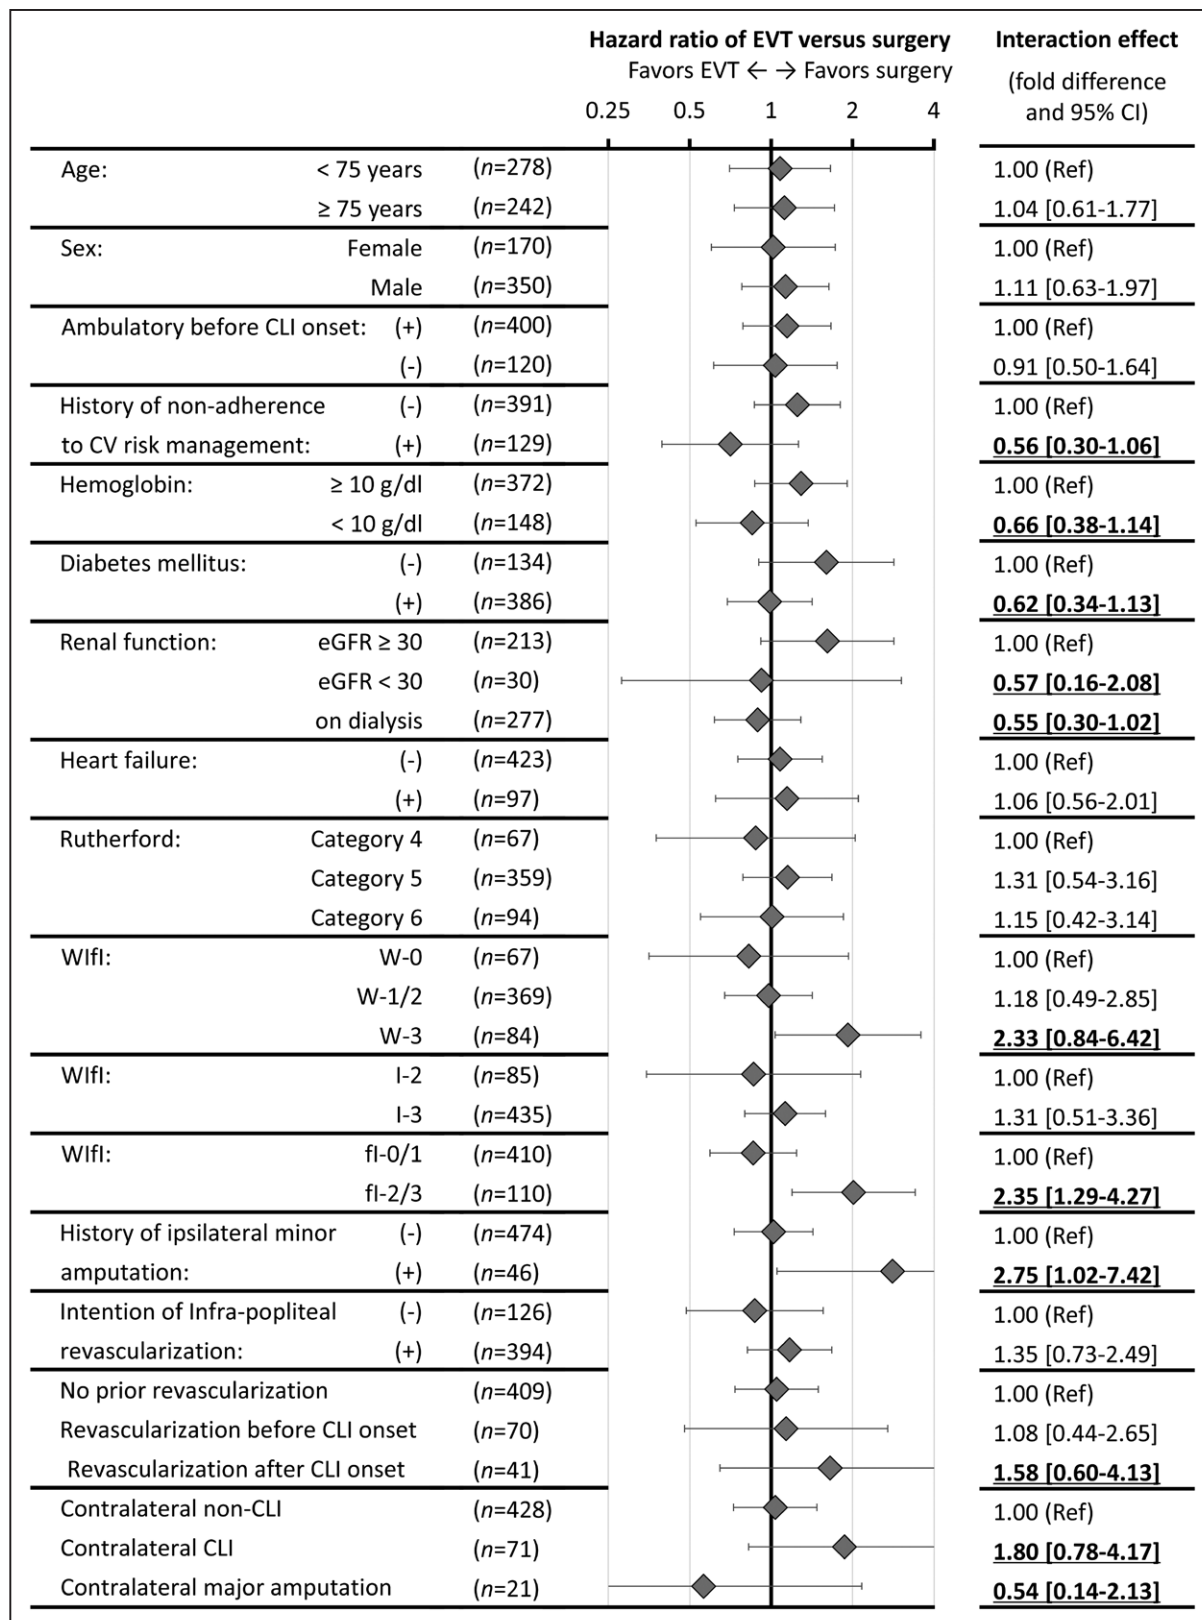 Hazard ratio of EVT versus surgery Interaction effect
Favors EVT ← → Favors surgery (fold difference
and 95% CI)
0.25 0.5 1 2 4
Age: < 75 years (n=278) 1.00 (Ref)
≥ 75 years (n=242) 1.04 [0.61-1.77]
Sex: Female (n=170) 1.00 (Ref)
Male (n=350) 1.11 [0.63-1.97]
Ambulatory before CLI onset: (+) (n=400) 1.00 (Ref)
(-) (n=120) 0.91 [0.50-1.64]
History of non-adherence (-) (n=391) 1.00 (Ref)
to CV risk management: (+) (n=129) 0.56 [0.30-1.06]
Hemoglobin: ≥ 10 g/dl (n=372) 1.00 (Ref)
< 10 g/dl (n=148) 0.66 [0.38-1.14]
Diabetes mellitus: (-) (n=134) 1.00 (Ref)
(+) (n=386) 0.62 [0.34-1.13]
Renal function: eGFR ≥ 30 (n=213) 1.00 (Ref)
eGFR < 30 (n=30) 0.57 [0.16-2.08]
on dialysis (n=277) 0.55 [0.30-1.02]
Heart failure: (-) (n=423) 1.00 (Ref)
(+) (n=97) 1.06 [0.56-2.01]
Rutherford: Category 4 (n=67) 1.00 (Ref)
Category 5 (n=359) 1.31 [0.54-3.16]
Category 6 (n=94) 1.15 [0.42-3.14]
WIfI: W-0 (n=67) 1.00 (Ref)
W-1/2 (n=369) 1.18 [0.49-2.85]
W-3 (n=84) 2.33 [0.84-6.42]
WIfI: I-2 (n=85) 1.00 (Ref)
I-3 (n=435) 1.31 [0.51-3.36]
WIfI: fI-0/1 (n=410) 1.00 (Ref)
fI-2/3 (n=110) 2.35 [1.29-4.27]
History of ipsilateral minor (-) (n=474) 1.00 (Ref)
amputation: (+) (n=46) 2.75 [1.02-7.42]
Intention of Infra-popliteal (-) (n=126) 1.00 (Ref)
revascularization: (+) (n=394) 1.35 [0.73-2.49]
No prior revascularization (n=409) 1.00 (Ref)
Revascularization before CLI onset (n=70) 1.08 [0.44-2.65]
Revascularization after CLI onset (n=41) 1.58 [0.60-4.13]
Contralateral non-CLI (n=428) 1.00 (Ref)
Contralateral CLI (n=71) 1.80 [0.78-4.17]
Contralateral major amputation (n=21) 0.54 [0.14-2.13]